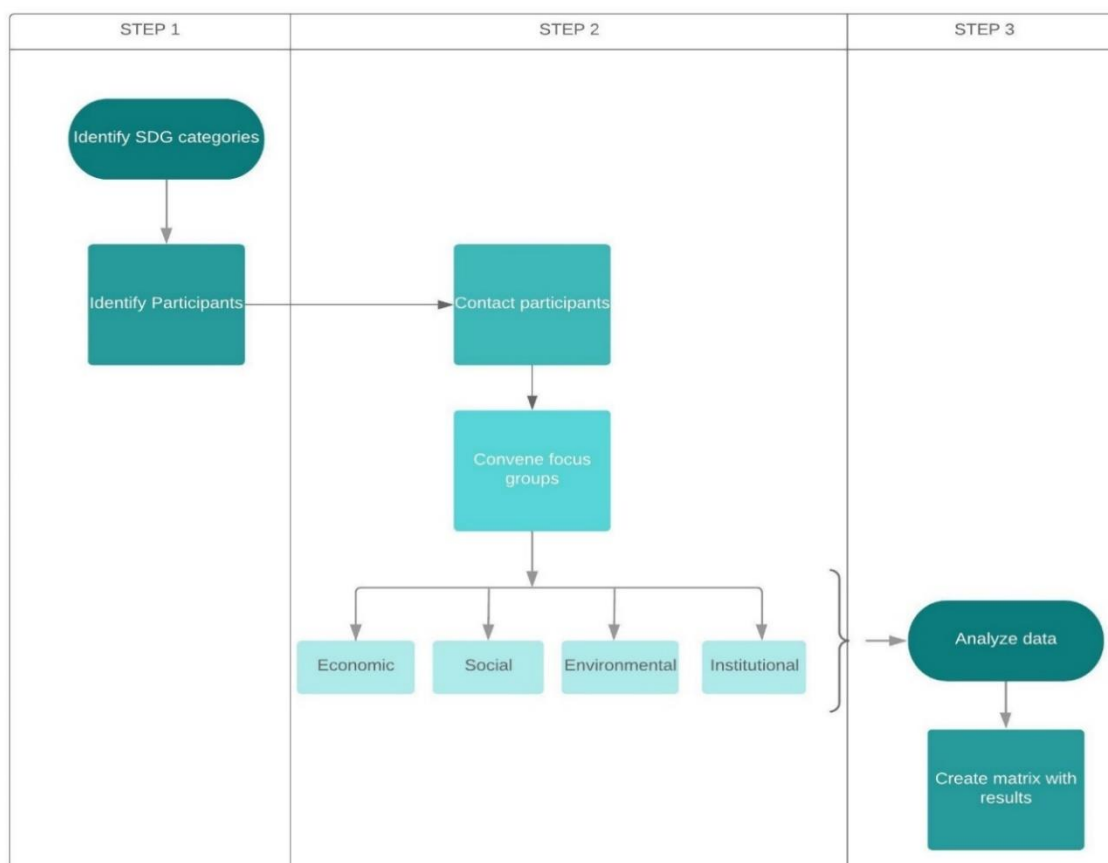 STEP 1
STEP 2
STEP 3
Identify SDG categories
Identify Participants
Contact participants
Convene focus
groups
Economic
Social
Environmental
Institutional
Analyze data
Create matrix with
results